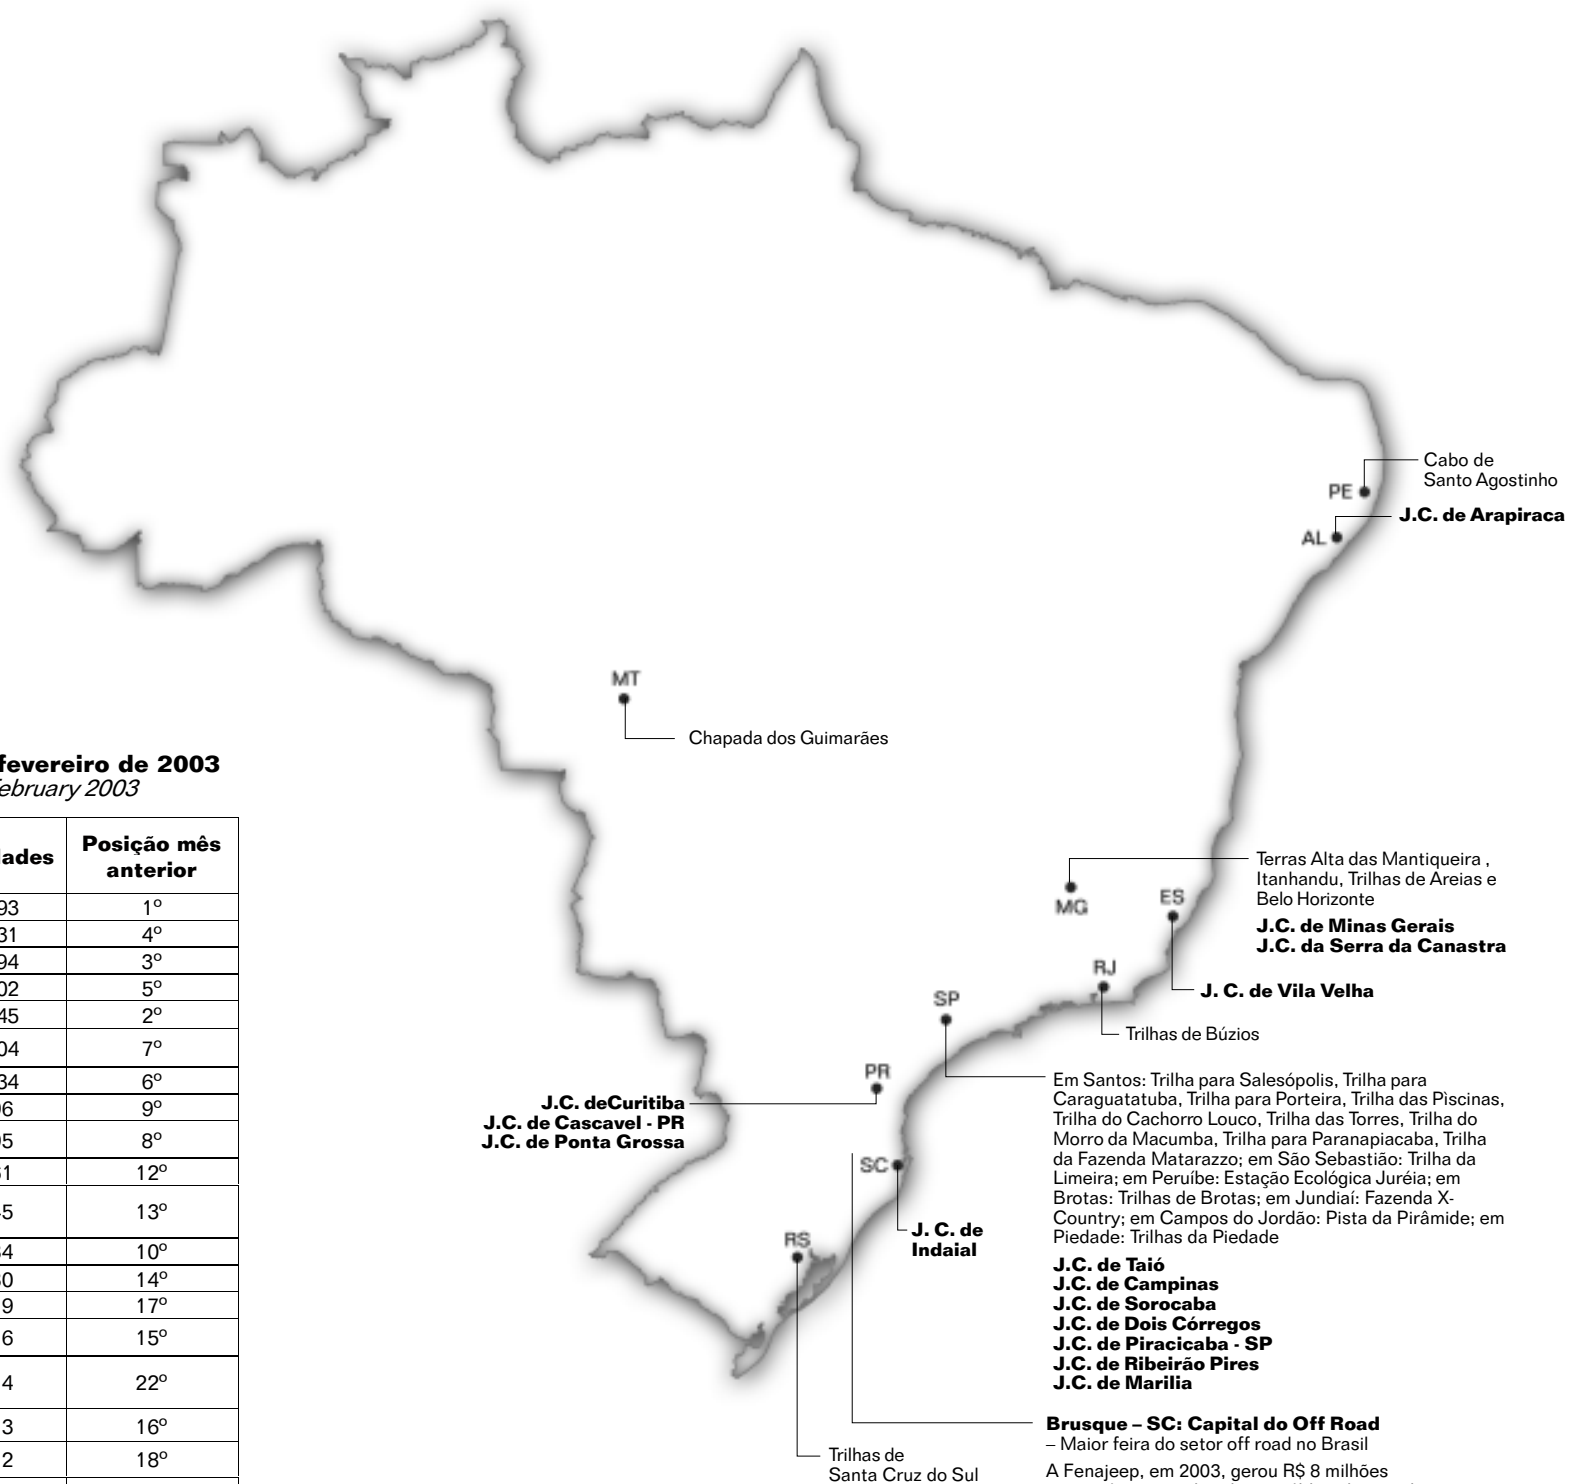 PE
Cabo de
Santo Agostinho
AL
J.C. de Arapiraca
MT
Chapada dos Guimarães
fevereiro de 2003
February 2003
Posição mês
anterior
93 1º
31 4º
94 3º
02 5º
45 2º
04 7º
34 6º
9º
8º
12º
13º
10º
14º
9 17º
6 15º
4 22º
3 16º
2 18º
MG
Terras Alta das Mantiqueira ,
Itanhandu, Trilhas de Areias e
Belo Horizonte
J.C. de Minas Gerais
J.C. da Serra da Canastra
ES
J. C. de Vila Velha
RJ
Trilhas de Búzios
SP
Em Santos: Trilha para Salesópolis, Trilha para
Caraguatatuba, Trilha para Porteira, Trilha das Pìscinas,
Trilha do Cachorro Louco, Trilha das Torres, Trilha do
Morro da Macumba, Trilha para Paranapiacaba, Trilha
da Fazenda Matarazzo; em São Sebastião: Trilha da
Limeira; em Peruíbe: Estação Ecológica Juréia; em
Brotas: Trilhas de Brotas; em Jundiaí: Fazenda X-
Country; em Campos do Jordão: Pista da Pirâmide; em
Piedade: Trilhas da Piedade
J.C. de Taió
J.C. de Campinas
J.C. de Sorocaba
J.C. de Dois Córregos
J.C. de Piracicaba - SP
J.C. de Ribeirão Pires
J.C. de Marilia
PR
J.C. deCuritiba
J.C. de Cascavel - PR
J.C. de Ponta Grossa
SC
J. C. de
Indaial
RS
Trilhas de
Santa Cruz do Sul
Brusque – SC: Capital do Off Road
– Maior feira do setor off road no Brasil
A Fenajeep, em 2003, gerou R$ 8 milhões